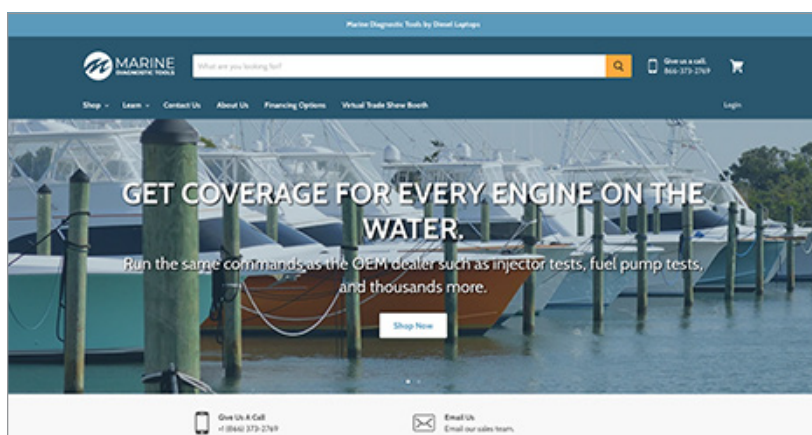 Marine Diagnostic Tools by Diesel Laptops
MARINE
DIAGNOSTIC TOOLS
What are you looking for?
Give us a call
866-373-2769
Shop
Learn
Contact Us
About Us
Financing Options
Virtual Trade Show Booth
Login
GET COVERAGE FOR EVERY ENGINE ON THE
WATER.
Run the same commands as the OEM dealer such as injector tests, fuel pump tests,
and thousands more.
Shop Now
Give Us A Call
+1 (866) 373-2769
Email Us
Email our sales team.